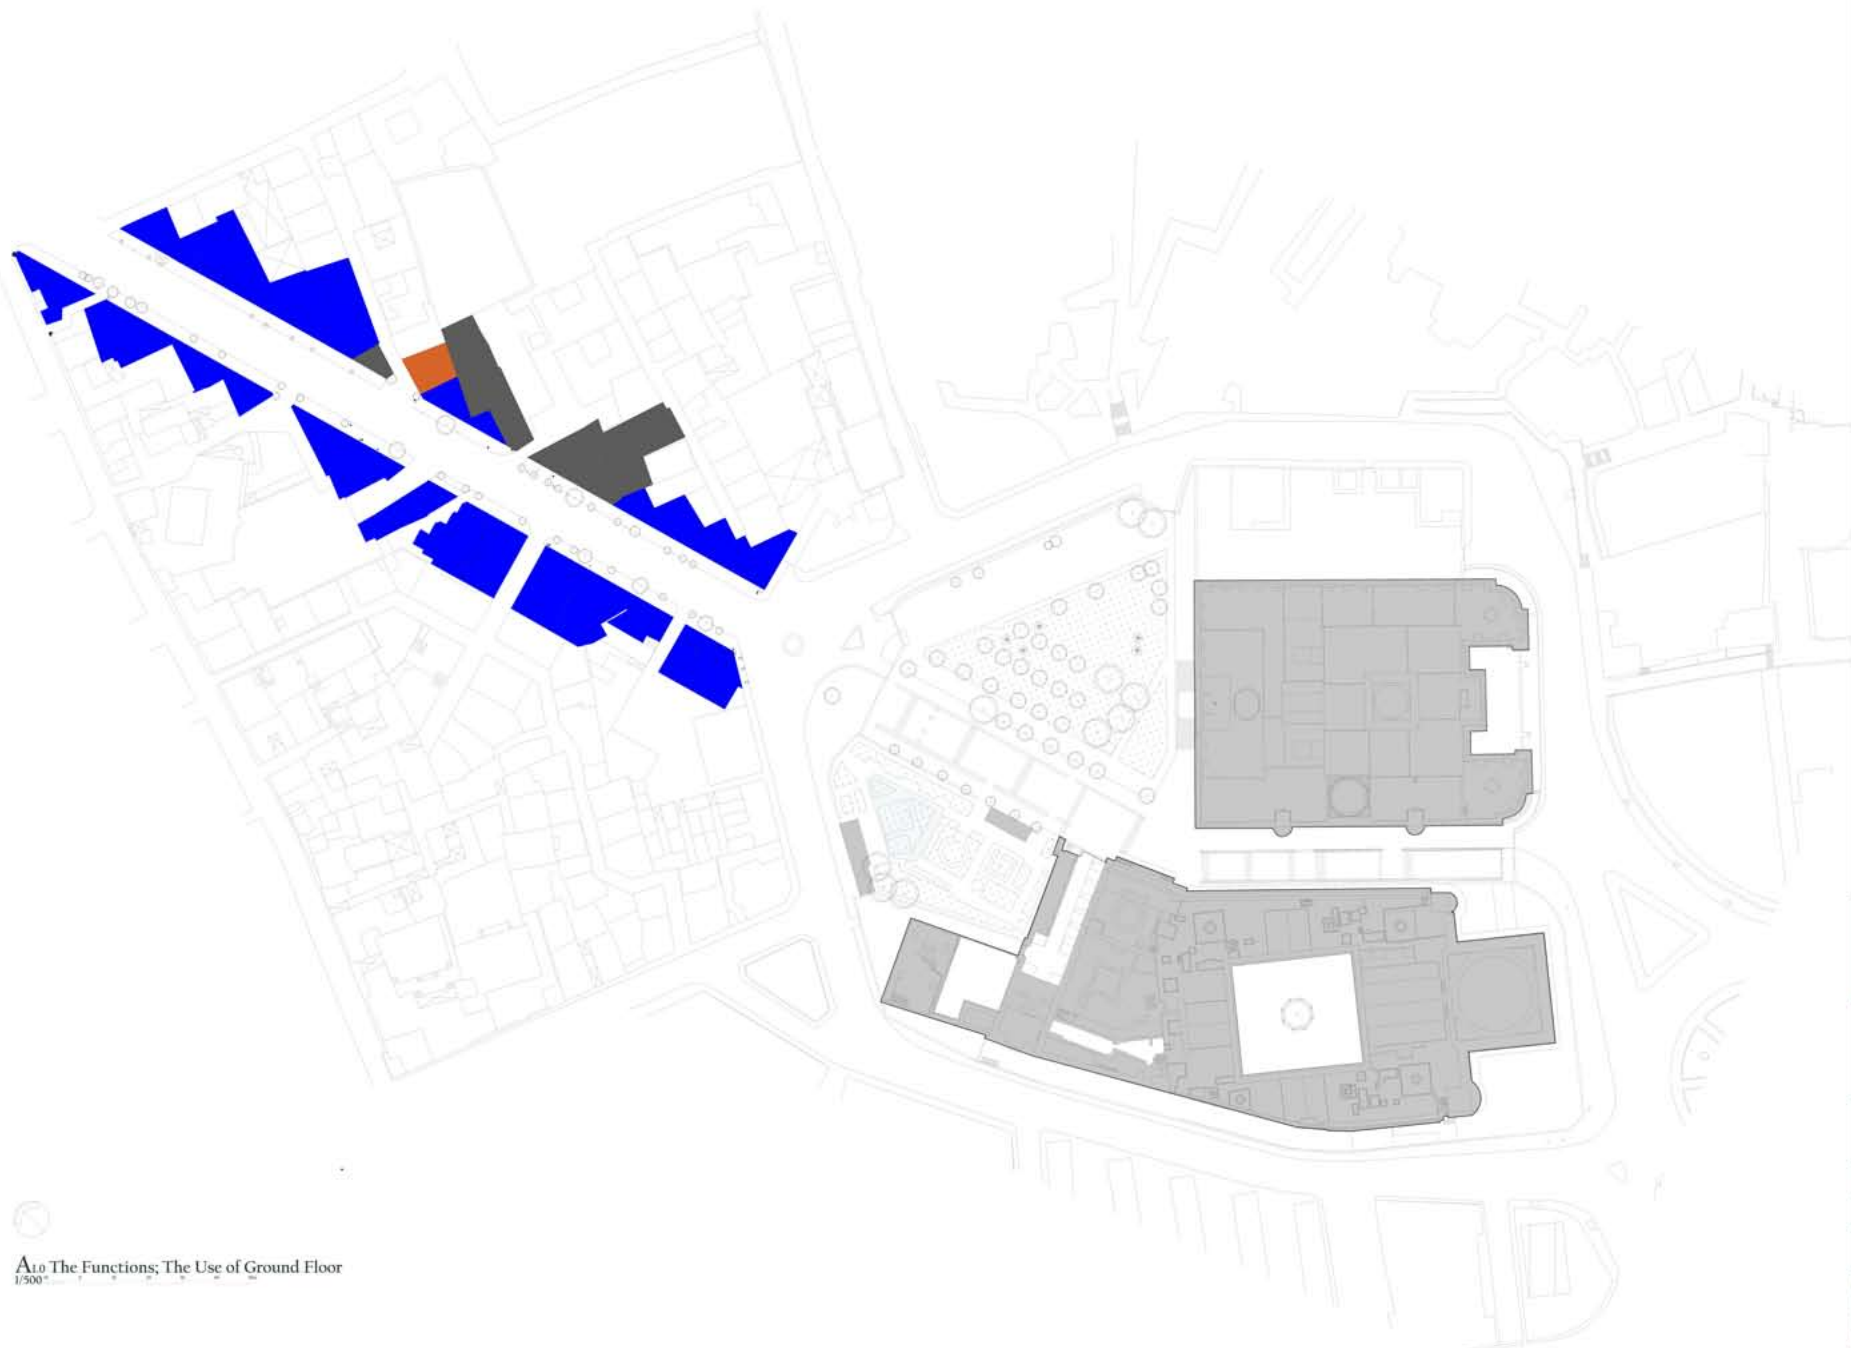 A1.0 The Functions; The Use of Ground Floor
1/500